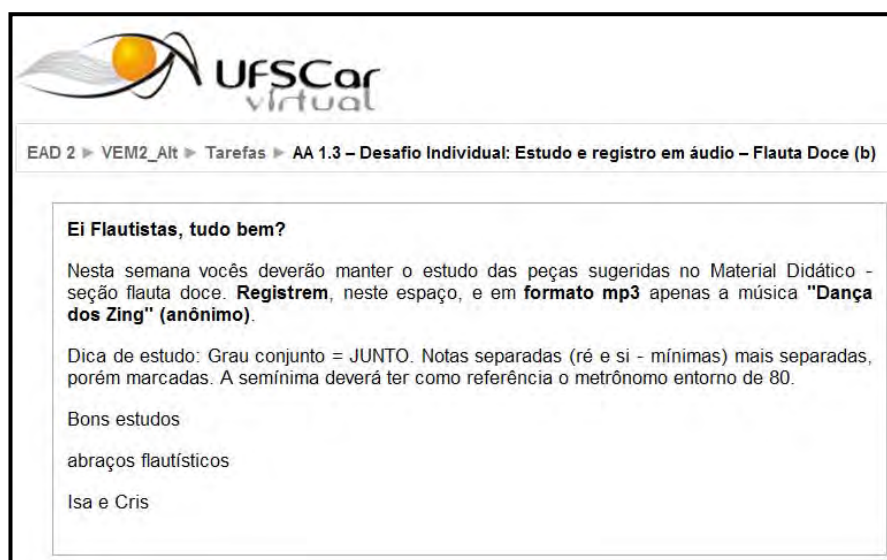 UFSCar
virtual
EAD 2 ► VEM2_Alt ► Tarefas ► AA 1.3 – Desafio Individual: Estudo e registro em áudio – Flauta Doce (b)
Ei Flautistas, tudo bem?
Nesta semana vocês deverão manter o estudo das peças sugeridas no Material Didático -
seção flauta doce. Registrem, neste espaço, e em formato mp3 apenas a música "Dança
dos Zing" (anônimo).
Dica de estudo: Grau conjunto = JUNTO. Notas separadas (ré e si - mínimas) mais separadas,
porém marcadas. A semínima deverá ter como referência o metrônomo entorno de 80.
Bons estudos
abraços flautísticos
Isa e Cris